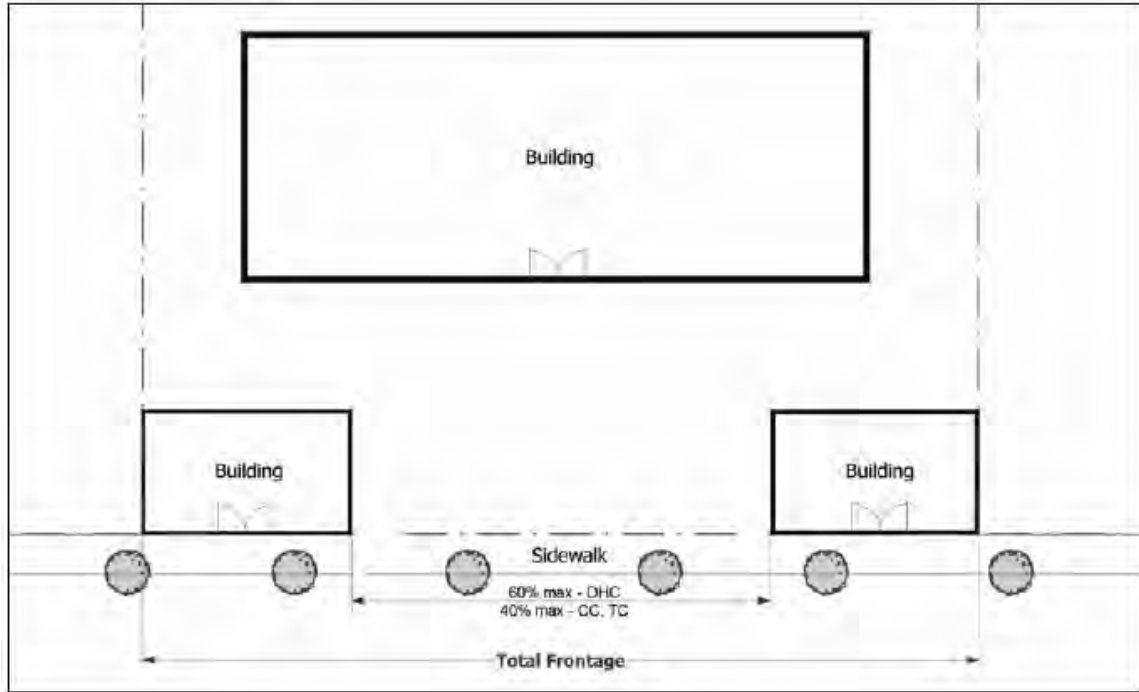 Building
Building
Building
Sidewalk
60% max - DHC
40% max - CC, TC
Total Frontage